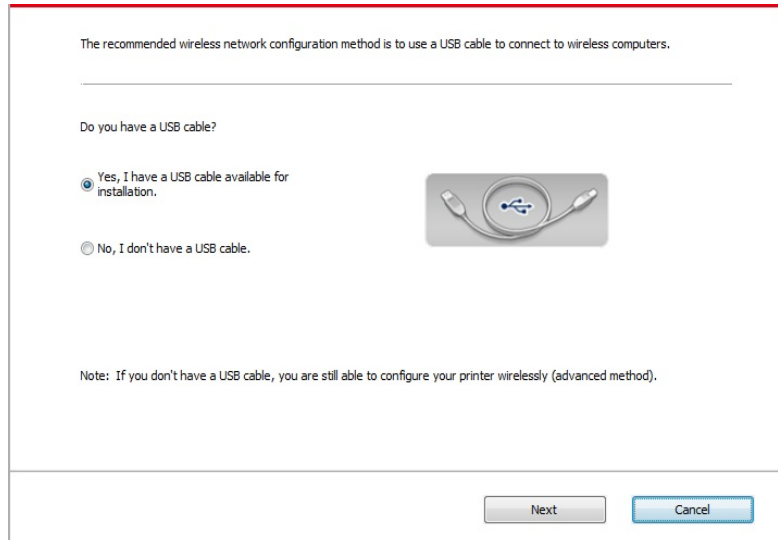 The recommended wireless network configuration method is to use a USB cable to connect to wireless computers.
Do you have a USB cable?
Yes, I have a USB cable available for
installation.
No, I don't have a USB cable.
Note: If you don't have a USB cable, you are still able to configure your printer wirelessly (advanced method).
Next
Cancel